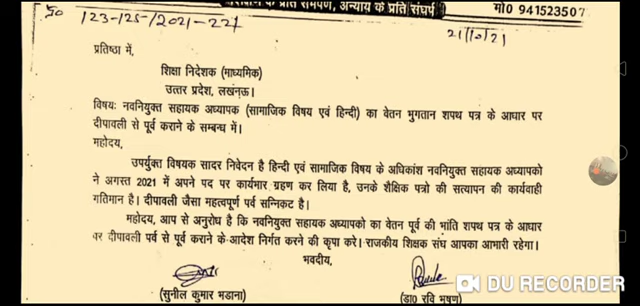 के प्रति समर्पण, अन्याय के प्रति संघर्ष
मो0 941523507
123-125/2021-22
21/10/21
प्रतिष्ठा में,
शिक्षा निदेशक (माध्यमिक)
उत्तर प्रदेश, लखनऊ।
विषयः नवनियुक्त सहायक अध्यापक (सामाजिक विषय एवं हिन्दी) का वेतन भुगतान शपथ पत्र के आधार पर
दीपावली से पूर्व कराने के सम्बन्ध में।
महोदय,
उपर्युक्त विषयक सादर निवेदन है हिन्दी एवं सामाजिक विषय के अधिकांश नवनियुक्त सहायक अध्यापको
ने अगस्त 2021 में अपने पद पर कार्यभार ग्रहण कर लिया है, उनके शैक्षिक पत्रो की सत्यापन की कार्यवाही
गतिमान है। दीपावली जैसा महत्वपूर्ण पर्व सन्निकट है।
महोदय, आप से अनुरोध है कि नवनियुक्त सहायक अध्यापको का वेतन पूर्व की भांति शपथ पत्र के आधार
पर दीपावली पर्व से पूर्व कराने के आदेश निर्गत करने की कृपा करे। राजकीय शिक्षक संघ आपका आभारी रहेगा।
भवदीय,
(सुनील कुमार भडाना)
(डा0 रवि भूषण)
DU RECORDER